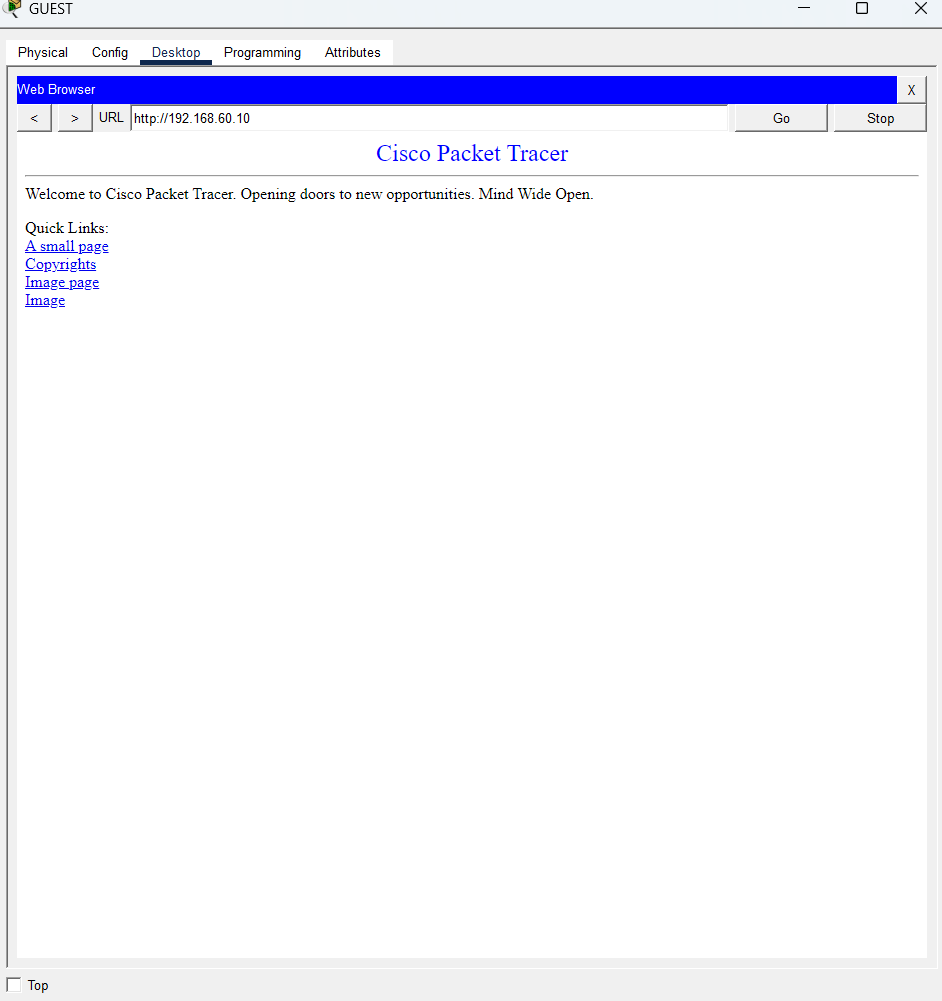 GUEST
Physical Config Desktop Programming Attributes
Web Browser X
< > URL http://192.168.60.10 Go Stop
Cisco Packet Tracer
Welcome to Cisco Packet Tracer. Opening doors to new opportunities. Mind Wide Open.
Quick Links:
A small page
Copyrights
Image page
Image
Top